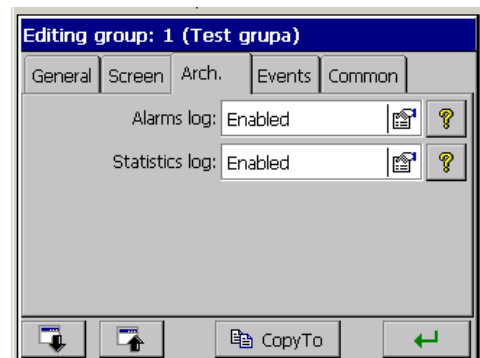 Editing group: 1 (Test grupa)
General Screen Arch. Events Common
Alarms log: Enabled ?
Statistics log: Enabled ?
CopyTo